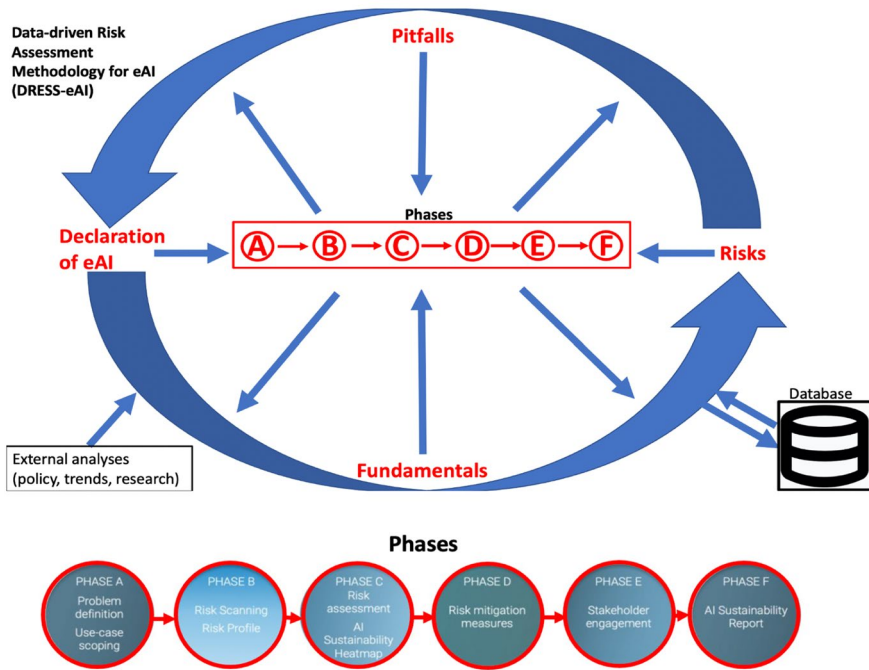 Data-driven Risk
Assessment
Methodology for eAI
(DRESS-eAI)
Pitfalls
Phases
Declaration
of eAI
A
B
C
D
E
F
Risks
Database
External analyses
(policy, trends, research)
Fundamentals
Phases
PHASE A
Problem
definition
Use-case
scoping
PHASE B
Risk Scanning
Risk Profile
PHASE C
Risk
assessment
AI
Sustainability
Heatmap
PHASE D
Risk mitigation
measures
PHASE E
Stakeholder
engagement
PHASE F
AI Sustainability
Report